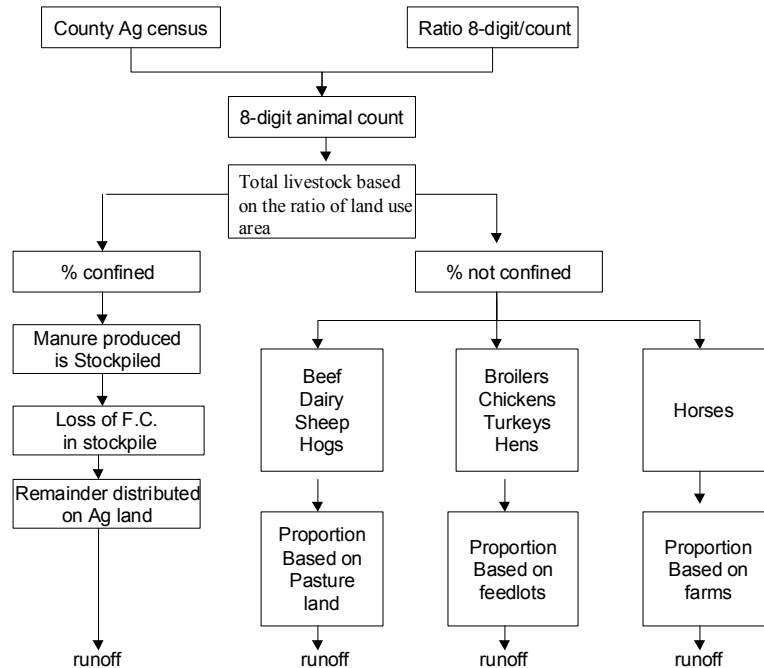 County Ag census
Ratio 8-digit/count
8-digit animal count
Total livestock based
on the ratio of land use
area
% confined
% not confined
Manure produced
is Stockpiled
Loss of F.C.
in stockpile
Remainder distributed
on Ag land
runoff
Beef
Dairy
Sheep
Hogs
Proportion
Based on
Pasture
land
runoff
Broilers
Chickens
Turkeys
Hens
Proportion
Based on
feedlots
runoff
Horses
Proportion
Based on
farms
runoff